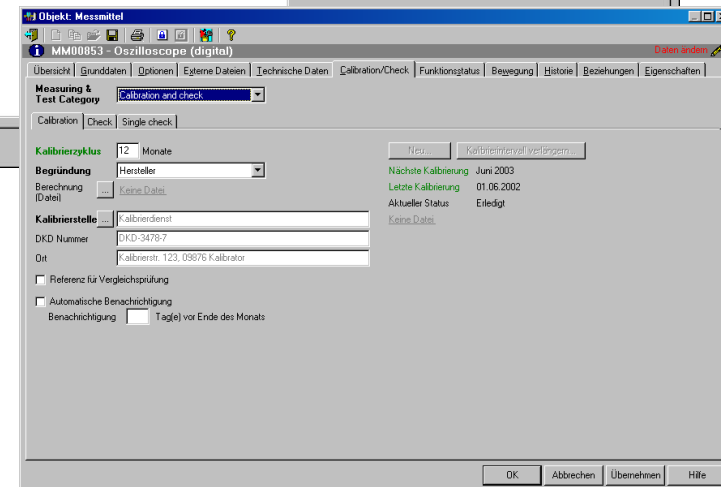 Objekt: Messmittel
MM00853 - Oszilloscope (digital)
Daten ändern
Übersicht Grunddaten Optionen Externe Dateien Technische Daten Calibration/Check Funktionsstatus Bewegung Historie Beziehungen Eigenschaften
Measuring &
Test Category
Calibration and check
Calibration Check Single check
Kalibrierzyklus 12 Monate
Neu... Kalibrierintervall verlängern...
Begründung Hersteller
Nächste Kalibrierung Juni 2003
Berechnung
(Datei)
... Keine Datei
Letzte Kalibrierung 01.06.2002
Aktueller Status Erledigt
Kalibrierstelle ... Kalibrierdienst
Keine Datei
DKD Nummer DKD-3478-7
Ort Kalibrierstr. 123, 09876 Kalibrator
Referenz für Vergleichsprüfung
Automatische Benachrichtigung
Benachrichtigung Tag(e) vor Ende des Monats
OK Abbrechen Übernehmen Hilfe